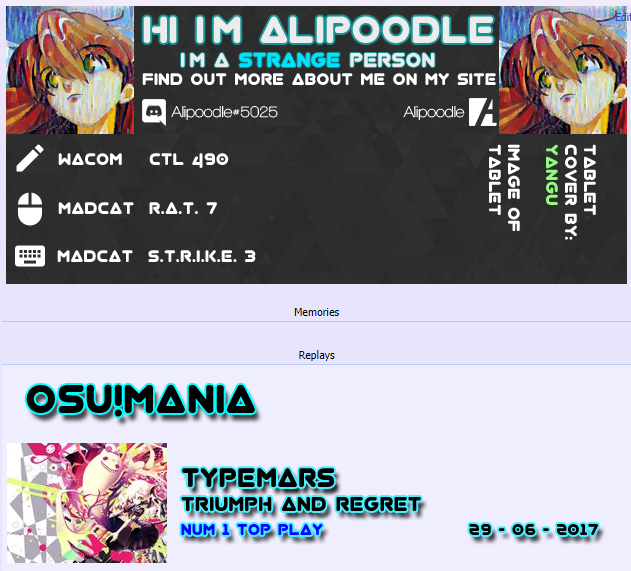 HI IM ALIPOODLE
IM A STRANGE PERSON
FIND OUT MORE ABOUT ME ON MY SITE
Alipoodle#5025
Alipoodle
WACOM CTL 490
MADCAT R.A.T. 7
MADCAT S.T.R.I.K.E. 3
IMAGE OF
TABLET
TABLET
COVER BY:
YANGU
Memories
Replays
OSU!MANIA
TYPEMARS
TRIUMPH AND REGRET
NUM 1 TOP PLAY
29 - 06 - 2017